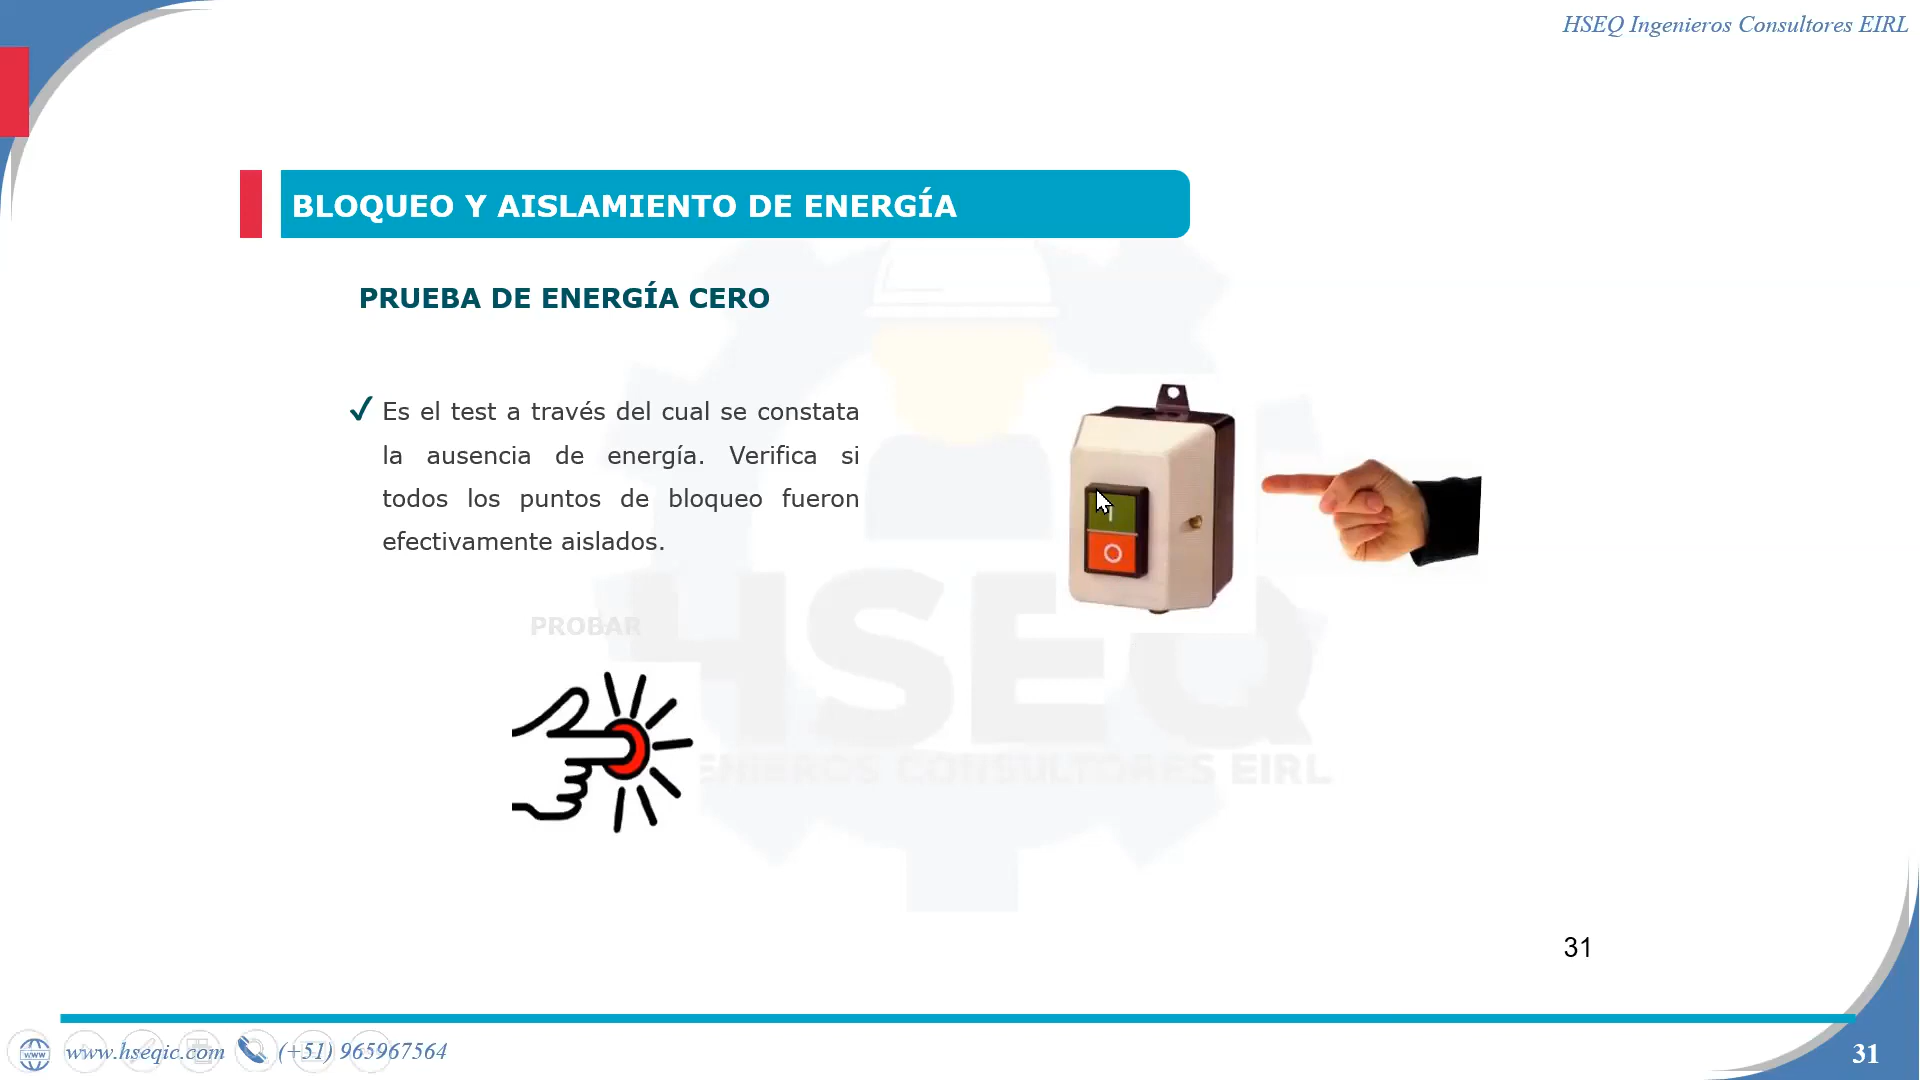 HSEQ Ingenieros Consultores EIRL
BLOQUEO Y AISLAMIENTO DE ENERGÍA
PRUEBA DE ENERGÍA CERO
✓ Es el test a través del cual se constata
la ausencia de energía. Verifica si
todos los puntos de bloqueo fueron
efectivamente aislados.
I
O
PROBAR
HSEQ
ENIEROS CONSULTORES EIRL
31
www.hseqic.com (+51) 965967564
31